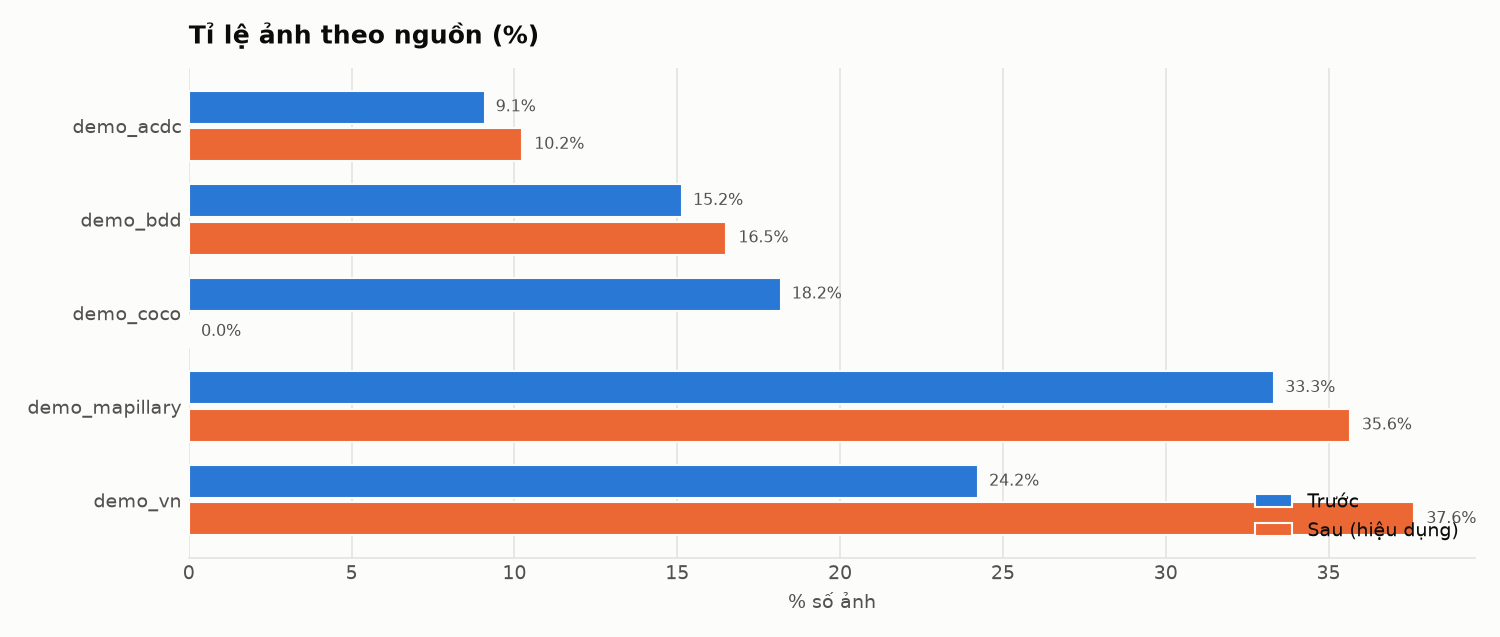 Tỉ lệ ảnh theo nguồn (%)
demo_acdc
9.1%
10.2%
demo_bdd
15.2%
16.5%
demo_coco
18.2%
0.0%
demo_mapillary
33.3%
35.6%
demo_vn
24.2%
37.6%
Trước
Sau (hiệu dụng)
0 5 10 15 20 25 30 35
% số ảnh